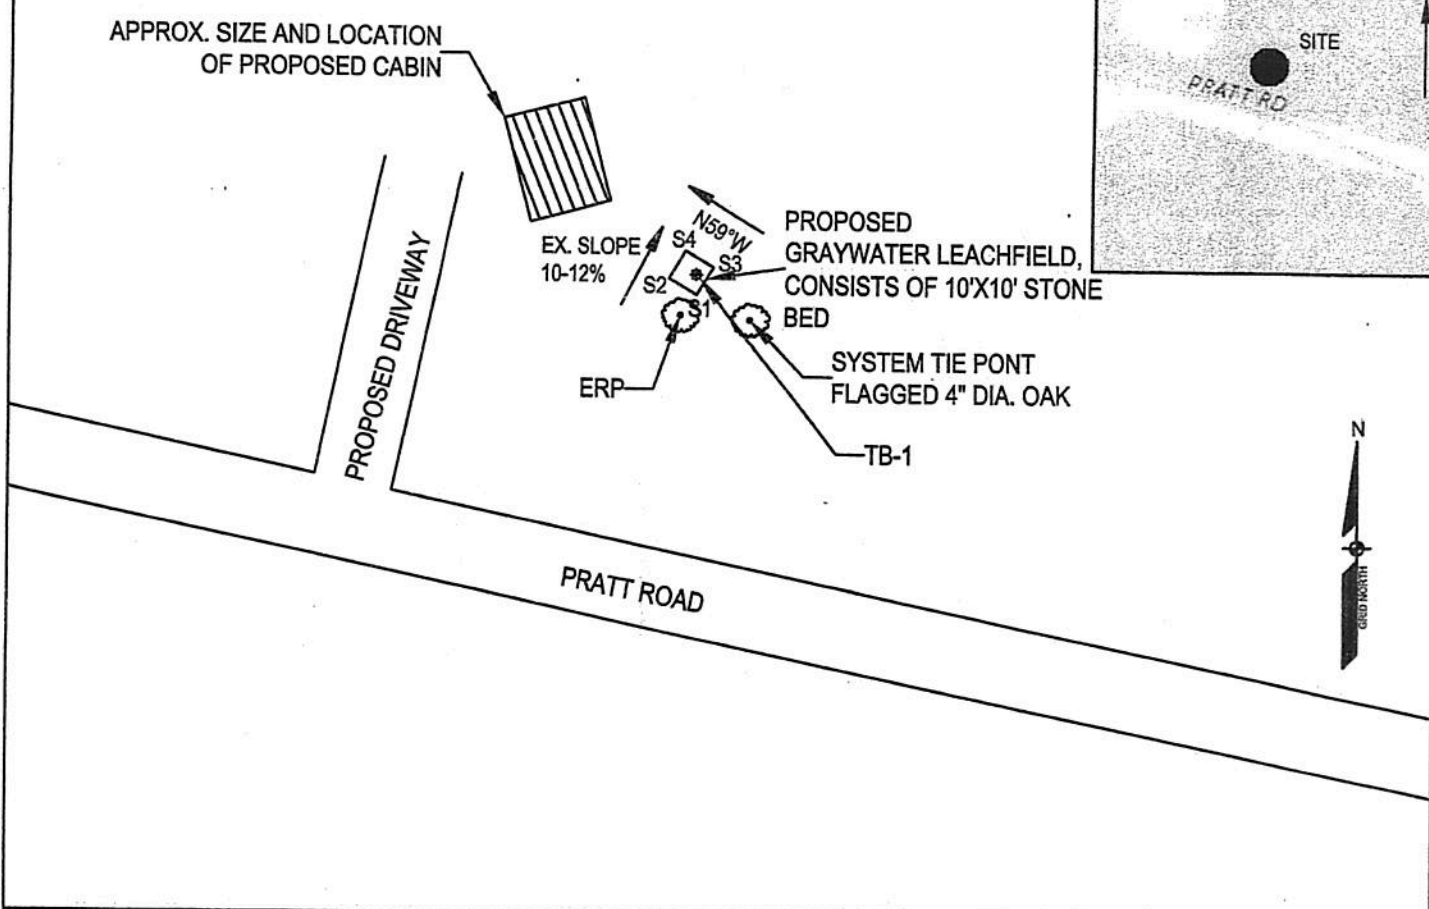 APPROX. SIZE AND LOCATION
OF PROPOSED CABIN
SITE
PRATT RD
N59°W
PROPOSED
GRAYWATER LEACHFIELD,
CONSISTS OF 10'X10' STONE
BED
EX. SLOPE
10-12%
S4
S3
S2
S1
PROPOSED DRIVEWAY
ERP
SYSTEM TIE PONT
FLAGGED 4" DIA. OAK
TB-1
N
GRID NORTH
PRATT ROAD